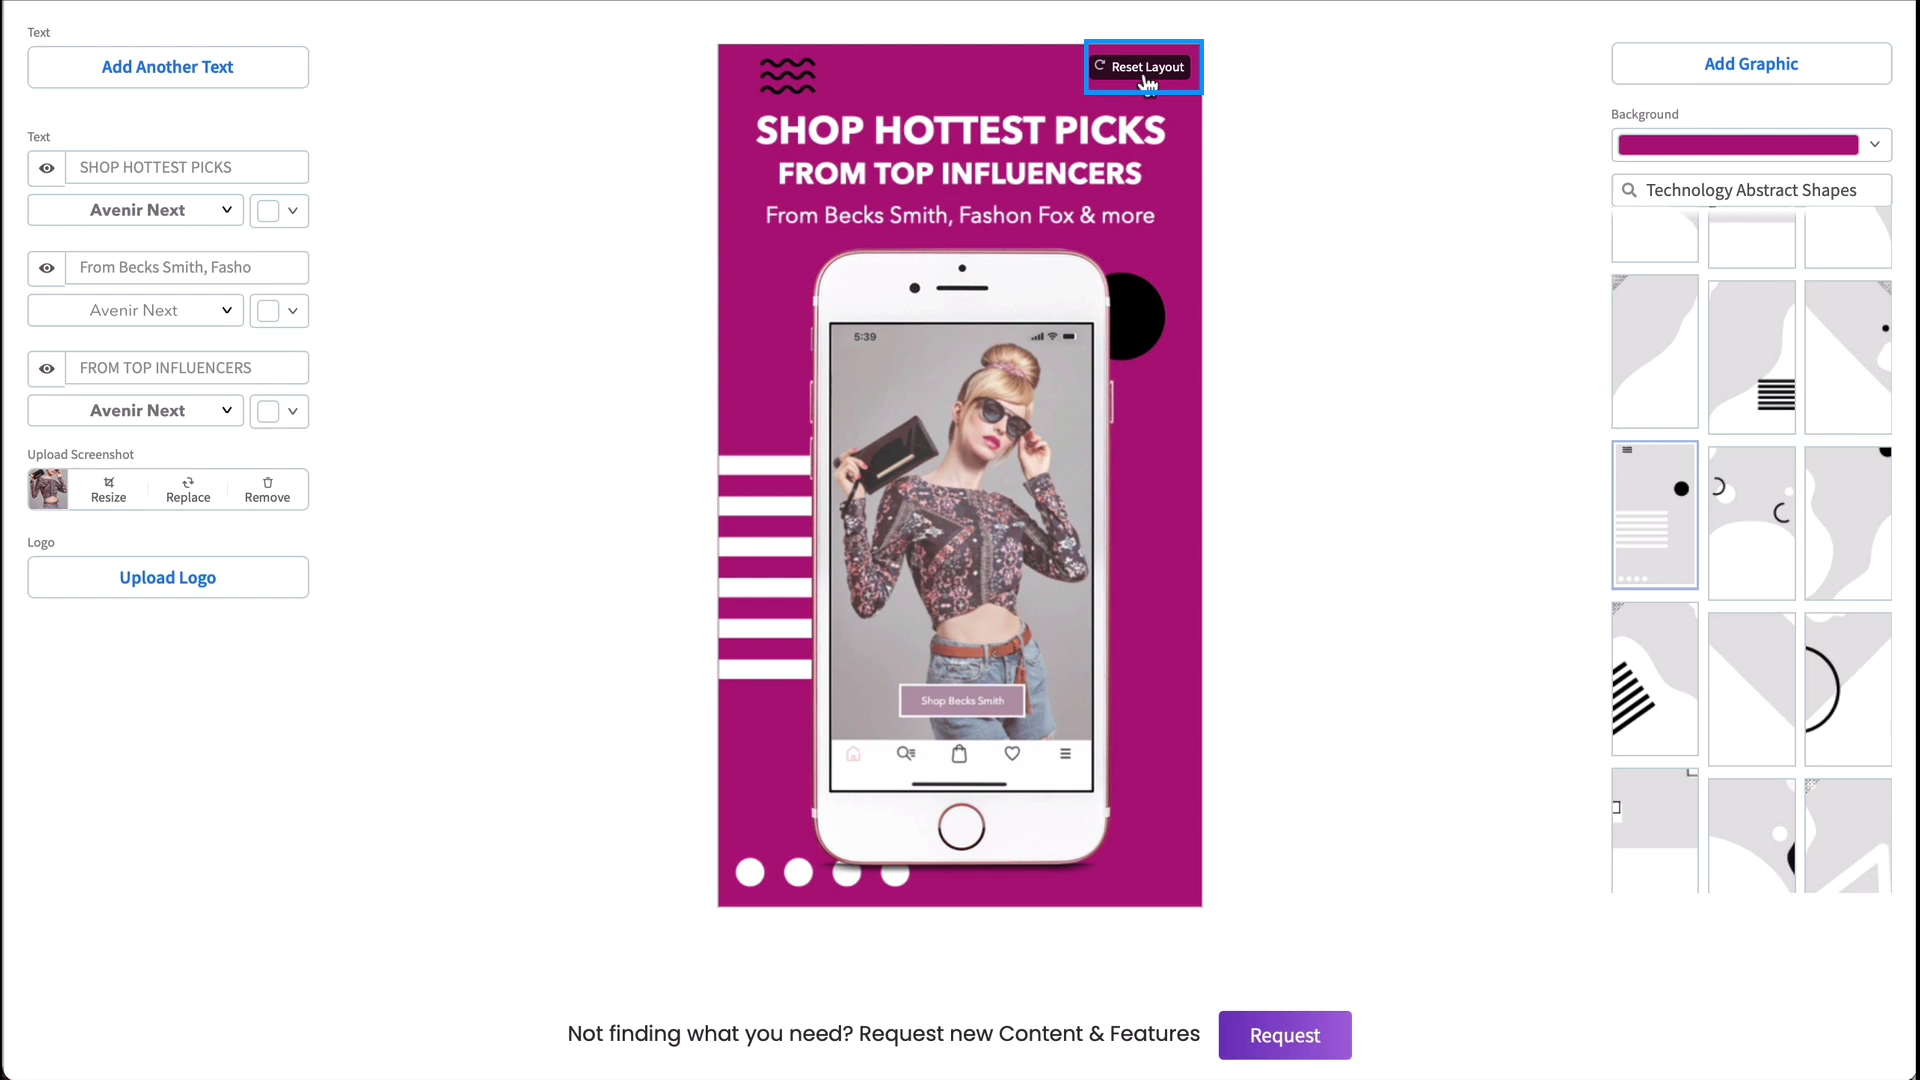 Text
Add Another Text
Text
SHOP HOTTEST PICKS
Avenir Next
From Becks Smith, Fasho
Avenir Next
FROM TOP INFLUENCERS
Avenir Next
Upload Screenshot
Resize
Replace
Remove
Logo
Upload Logo
Reset Layout
SHOP HOTTEST PICKS
FROM TOP INFLUENCERS
From Becks Smith, Fashon Fox & more
5:39
Shop Becks Smith
Add Graphic
Background
Technology Abstract Shapes
Not finding what you need? Request new Content & Features
Request